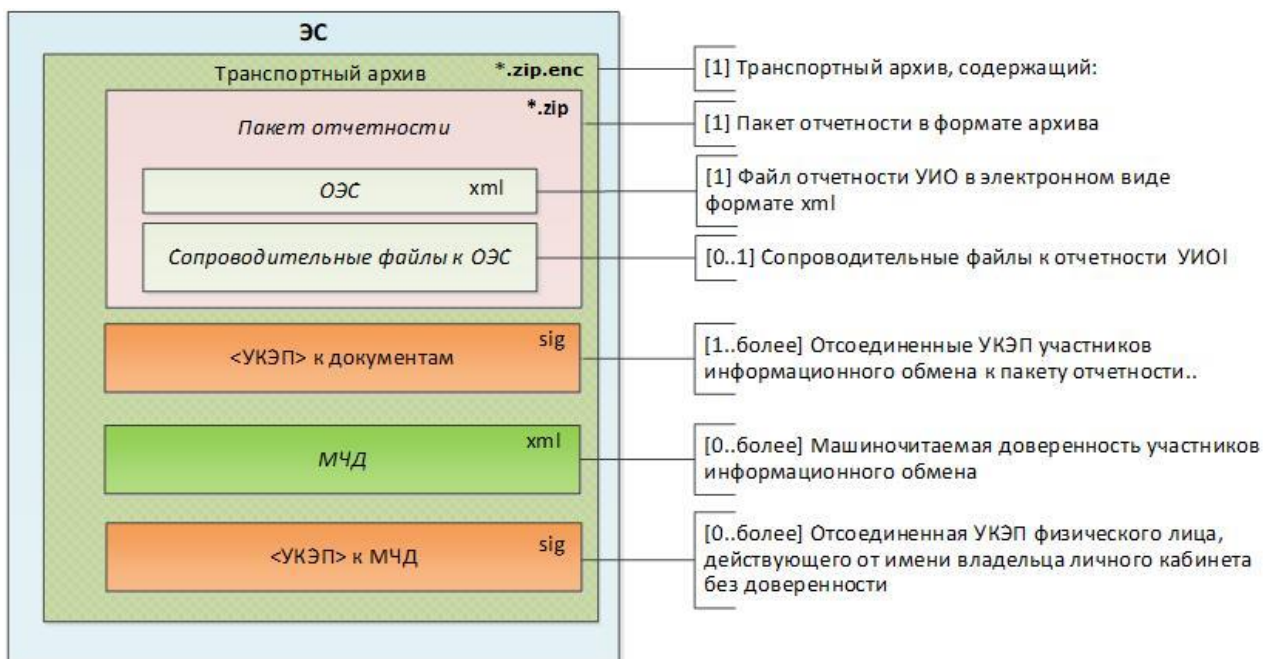 ЭС
Транспортный архив *.zip.enc
[1] Транспортный архив, содержащий:
*.zip
Пакет отчетности
[1] Пакет отчетности в формате архива
ОЭС xml
[1] Файл отчетности УИО в электронном виде
формате xml
Сопроводительные файлы к ОЭС
[0..1] Сопроводительные файлы к отчетности УИОl
<УКЭП> к документам sig
[1..более] Отсоединенные УКЭП участников
информационного обмена к пакету отчетности..
МЧД xml
[0..более] Машиночитаемая доверенность участников
информационного обмена
<УКЭП> к МЧД sig
[0..более] Отсоединенная УКЭП физического лица,
действующего от имени владельца личного кабинета
без доверенности